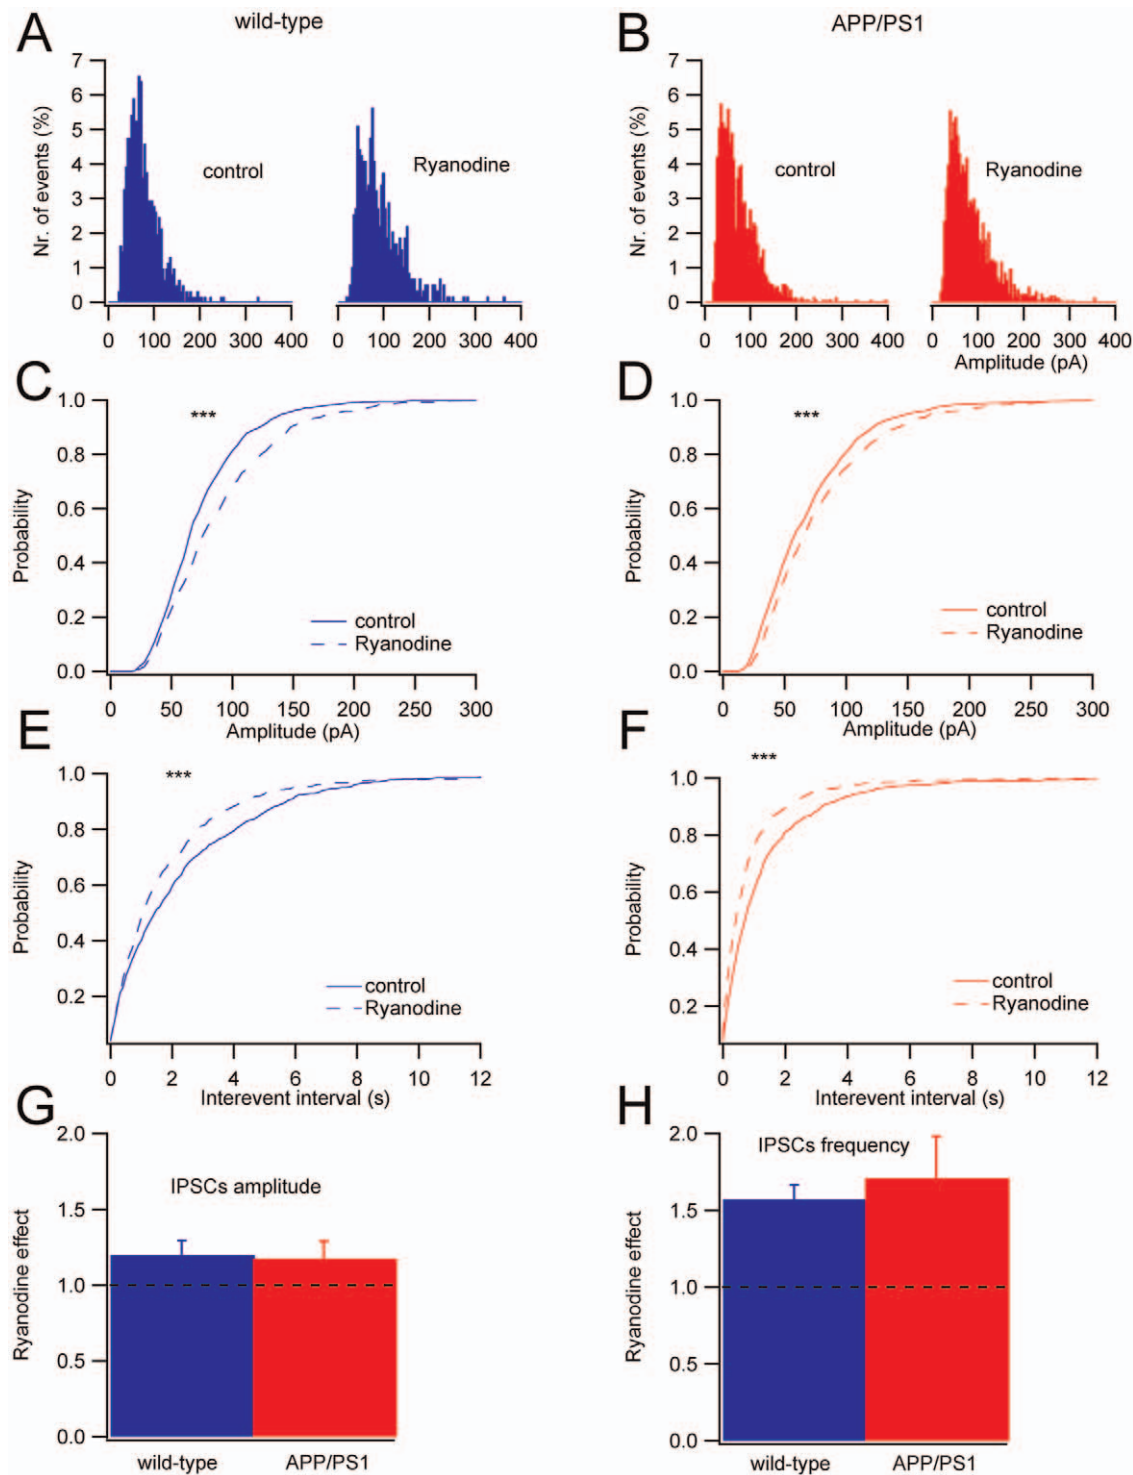 A
wild-type
B
APP/PS1
7
6
5
4
3
2
1
0
Nr. of events (%)
control
Ryanodine
0 100 200 300 400
0 100 200 300 400
7
6
5
4
3
2
1
0
Nr. of events (%)
control
Ryanodine
0 100 200 300 400
0 100 200 300 400
Amplitude (pA)
C
1.0
0.8
0.6
0.4
0.2
0.0
Probability
***
control
Ryanodine
0 50 100 150 200 250 300
Amplitude (pA)
D
1.0
0.8
0.6
0.4
0.2
0.0
Probability
***
control
Ryanodine
0 50 100 150 200 250 300
Amplitude (pA)
E
1.0
0.8
0.6
0.4
0.2
Probability
***
control
Ryanodine
0 2 4 6 8 10 12
Interevent interval (s)
F
1.0
0.8
0.6
0.4
0.2
Probability
***
control
Ryanodine
0 2 4 6 8 10 12
Interevent interval (s)
G
2.0
1.5
1.0
0.5
0.0
Ryanodine effect
IPSCs amplitude
wild-type APP/PS1
H
2.0
1.5
1.0
0.5
0.0
Ryanodine effect
IPSCs frequency
wild-type APP/PS1